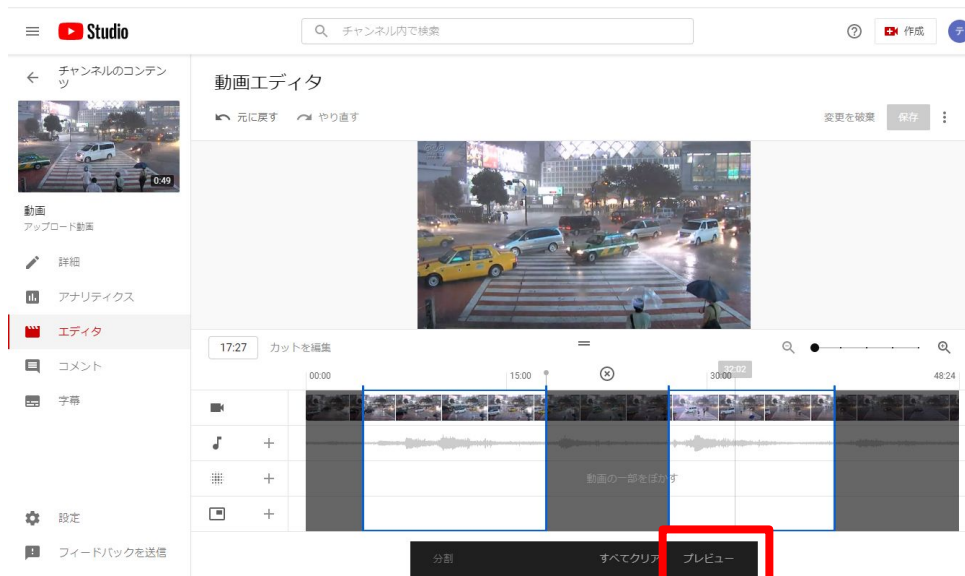 Studio
チャンネル内で検索
作成
テ
チャンネルのコンテン
ツ
0:49
動画
アップロード動画
詳細
アナリティクス
エディタ
コメント
字幕
設定
フィードバックを送信
動画エディタ
元に戻す
やり直す
変更を破棄
保存
17:27
カットを編集
00:00
15:00
30:00
32:02
48:24
動画の一部をぼかす
分割
すべてクリア
プレビュー